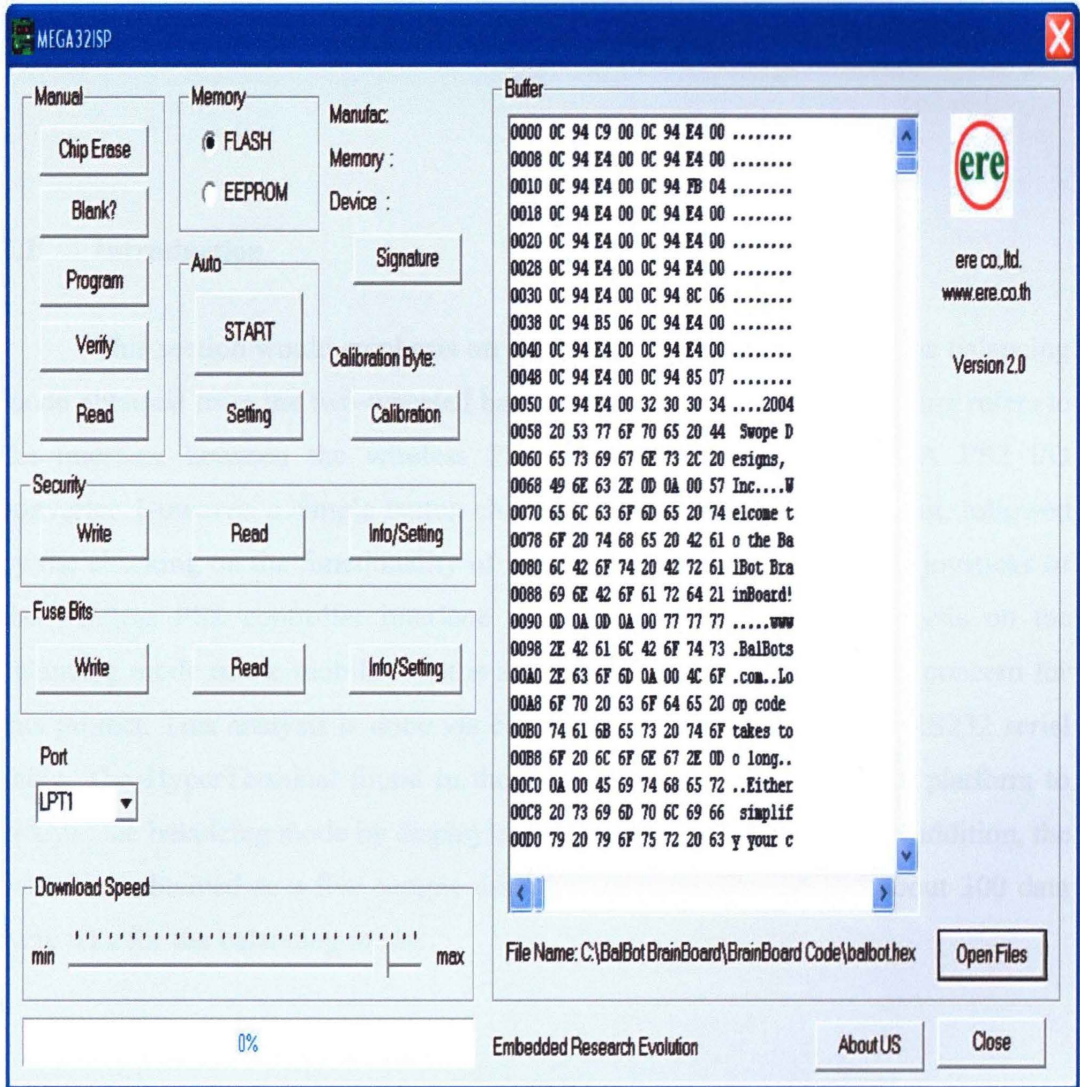 MEGA32ISP
Manual
Chip Erase
Blank?
Program
Verify
Read
Memory
FLASH
EEPROM
Manufac:
Memory :
Device :
Signature
Auto
START
Setting
Calibration Byte:
Calibration
Security
Write
Read
Info/Setting
Fuse Bits
Write
Read
Info/Setting
Port
LPT1
Download Speed
min
max
0%
Buffer
0000 0C 94 C9 00 0C 94 E4 00 ........
0008 0C 94 E4 00 0C 94 E4 00 ........
0010 0C 94 E4 00 0C 94 FB 04 ........
0018 0C 94 E4 00 0C 94 E4 00 ........
0020 0C 94 E4 00 0C 94 E4 00 ........
0028 0C 94 E4 00 0C 94 E4 00 ........
0030 0C 94 E4 00 0C 94 8C 06 ........
0038 0C 94 B5 06 0C 94 E4 00 ........
0040 0C 94 E4 00 0C 94 E4 00 ........
0048 0C 94 E4 00 0C 94 85 07 ........
0050 0C 94 E4 00 32 30 30 34 ....2004
0058 20 53 77 6F 70 65 20 44  Swope D
0060 65 73 69 67 6E 73 2C 20 esigns,
0068 49 6E 63 2E 0D 0A 00 57 Inc....W
0070 65 6C 63 6F 6D 65 20 74 elcome t
0078 6F 20 74 68 65 20 42 61 o the Ba
0080 6C 42 6F 74 20 42 72 61 lBot Bra
0088 69 6E 42 6F 61 72 64 21 inBoard!
0090 0D 0A 0D 0A 00 77 77 77 .....www
0098 2E 42 61 6C 42 6F 74 73 .BalBots
00A0 2E 63 6F 6D 0A 00 4C 6F .com..Lo
00A8 6F 70 20 63 6F 64 65 20 op code
00B0 74 61 6B 65 73 20 74 6F takes to
00B8 6F 20 6C 6F 6E 67 2E 0D o long..
00C0 0A 00 45 69 74 68 65 72 ..Either
00C8 20 73 69 6D 70 6C 69 66  simplif
00D0 79 20 79 6F 75 72 20 63 y your c
File Name: C:\BalBot BrainBoard\BrainBoard Code\balbot.hex
Open Files
ere
ere co.,ltd.
www.ere.co.th
Version 2.0
Embedded Research Evolution
About US
Close